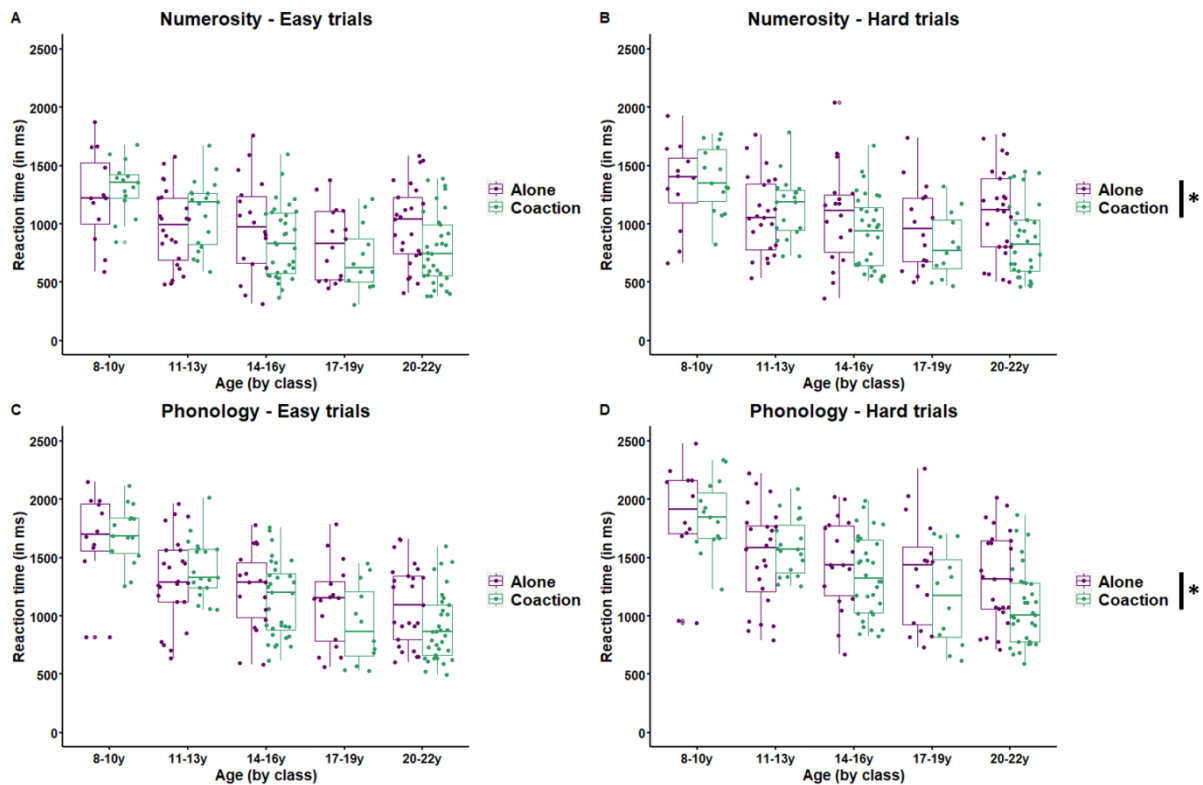 A
Numerosity - Easy trials
Reaction time (in ms)
2500
2000
1500
1000
500
0
8-10y 11-13y 14-16y 17-19y 20-22y
Age (by class)
Alone
Coaction
B
Numerosity - Hard trials
Reaction time (in ms)
2500
2000
1500
1000
500
0
8-10y 11-13y 14-16y 17-19y 20-22y
Age (by class)
Alone
Coaction
*
C
Phonology - Easy trials
Reaction time (in ms)
2500
2000
1500
1000
500
0
8-10y 11-13y 14-16y 17-19y 20-22y
Age (by class)
Alone
Coaction
D
Phonology - Hard trials
Reaction time (in ms)
2500
2000
1500
1000
500
0
8-10y 11-13y 14-16y 17-19y 20-22y
Age (by class)
Alone
Coaction
*